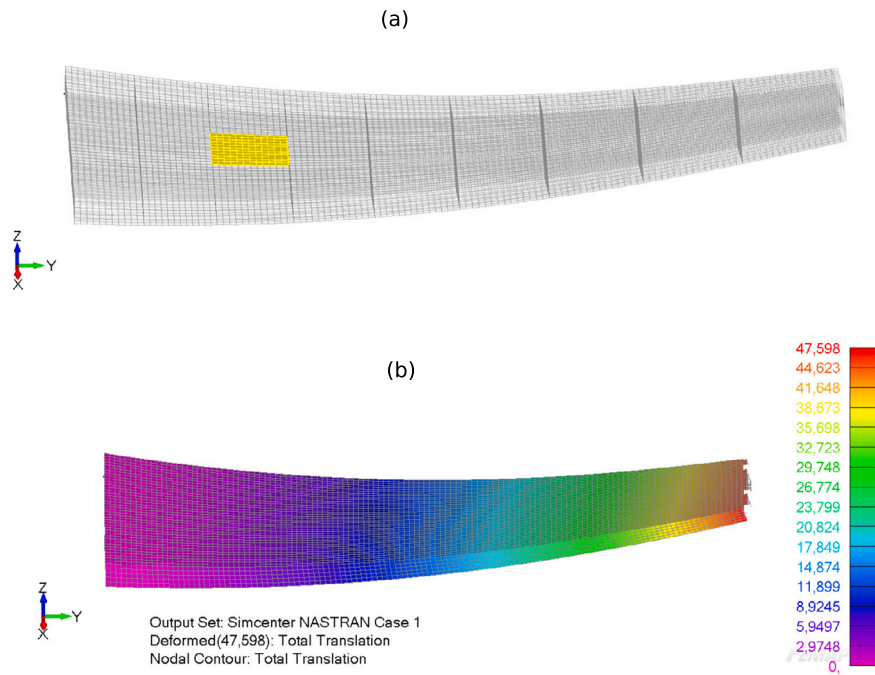 (a)
Z
Y
X
(b)
47,598
44,623
41,648
38,673
35,698
32,723
29,748
26,774
23,799
20,824
17,849
14,874
11,899
8,9245
5,9497
2,9748
0,
Z
Y
X
Output Set: Simcenter NASTRAN Case 1
Deformed(47,598): Total Translation
Nodal Contour: Total Translation